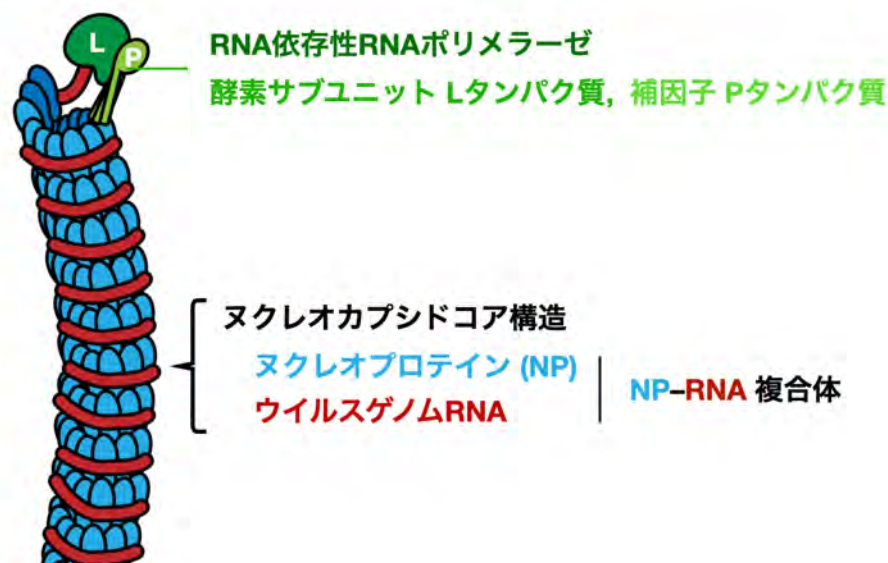 L
P
RNA依存性RNAポリメラーゼ
酵素サブユニット Lタンパク質, 補因子 Pタンパク質
ヌクレオカプシドコア構造
ヌクレオプロテイン (NP)
ウイルスゲノムRNA
NP–RNA 複合体